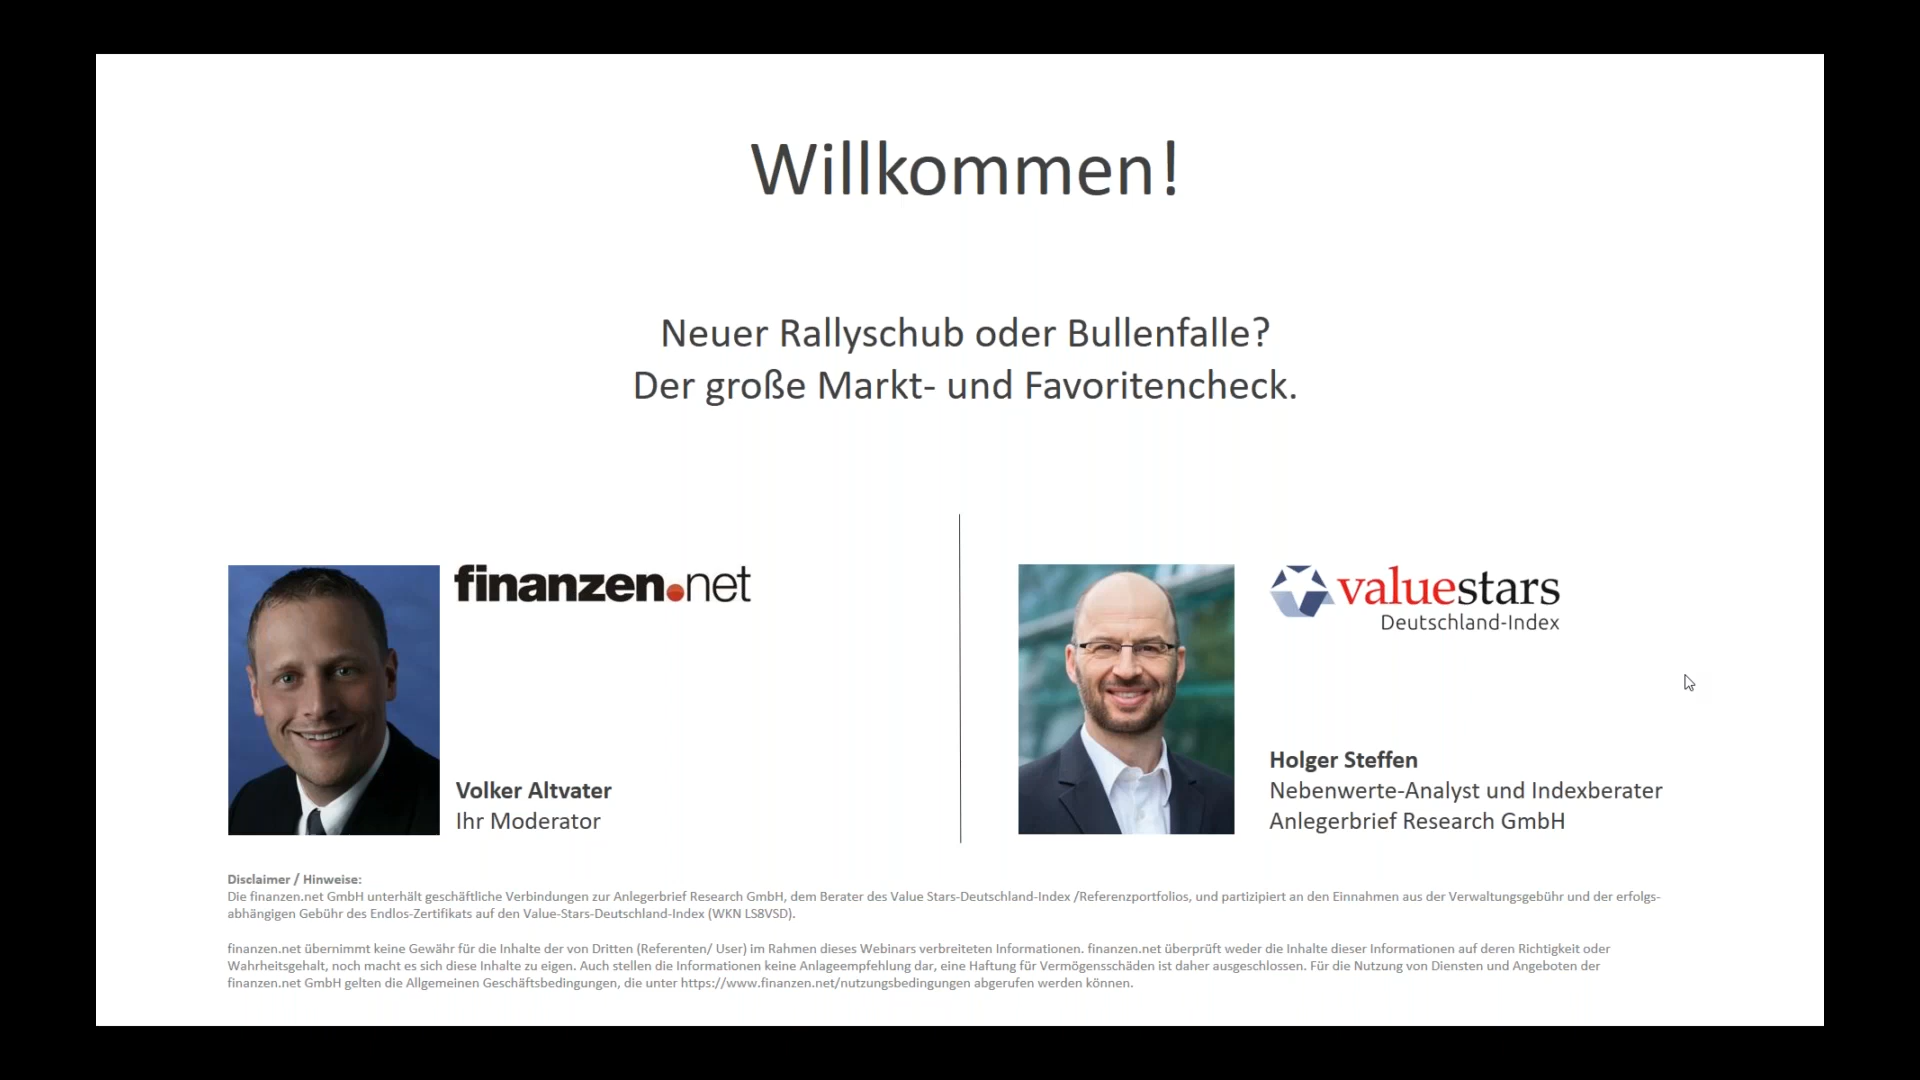 Willkommen!
Neuer Rallyschub oder Bullenfalle?
Der große Markt- und Favoritencheck.
finanzen.net
Volker Altvater
Ihr Moderator
valuestars
Deutschland-Index
Holger Steffen
Nebenwerte-Analyst und Indexberater
Anlegerbrief Research GmbH
Disclaimer / Hinweise:
Die finanzen.net GmbH unterhält geschäftliche Verbindungen zur Anlegerbrief Research GmbH, dem Berater des Value Stars-Deutschland-Index /Referenzportfolios, und partizipiert an den Einnahmen aus der Verwaltungsgebühr und der erfolgs-
abhängigen Gebühr des Endlos-Zertifikats auf den Value-Stars-Deutschland-Index (WKN LS8VSD).
finanzen.net übernimmt keine Gewähr für die Inhalte der von Dritten (Referenten/ User) im Rahmen dieses Webinars verbreiteten Informationen. finanzen.net überprüft weder die Inhalte dieser Informationen auf deren Richtigkeit oder
Wahrheitsgehalt, noch macht es sich diese Inhalte zu eigen. Auch stellen die Informationen keine Anlageempfehlung dar, eine Haftung für Vermögensschäden ist daher ausgeschlossen. Für die Nutzung von Diensten und Angeboten der
finanzen.net GmbH gelten die Allgemeinen Geschäftsbedingungen, die unter https://www.finanzen.net/nutzungsbedingungen abgerufen werden können.